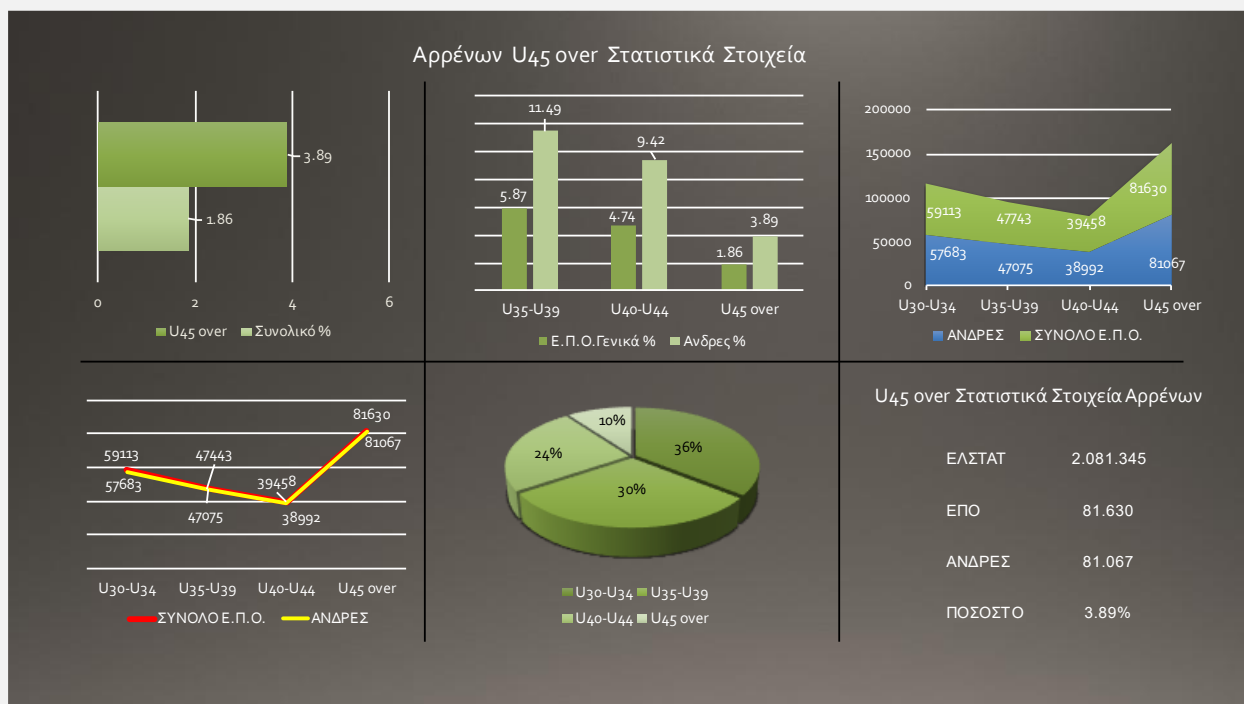 Αρρένων U45 over Στατιστικά Στοιχεία
3.89
1.86
0 2 4 6
U45 over Συνολικό %
11.49
9.42
5.87
4.74
3.89
1.86
U35-U39 U40-U44 U45 over
Ε.Π.Ο.Γενικά % Ανδρες %
200000
150000
100000
50000
0
59113 47743 39458 81630
57683 47075 38992 81067
U30-U34 U35-U39 U40-U44 U45 over
ΑΝΔΡΕΣ ΣΥΝΟΛΟ Ε.Π.Ο.
59113 47443 39458 81630
57683 47075 38992 81067
U30-U34 U35-U39 U40-U44 U45 over
ΣΥΝΟΛΟ Ε.Π.Ο. ΑΝΔΡΕΣ
10%
36%
24%
30%
U30-U34 U35-U39
U40-U44 U45 over
U45 over Στατιστικά Στοιχεία Αρρένων
ΕΛΣΤΑΤ 2.081.345
ΕΠΟ 81.630
ΑΝΔΡΕΣ 81.067
ΠΟΣΟΣΤΟ 3.89%